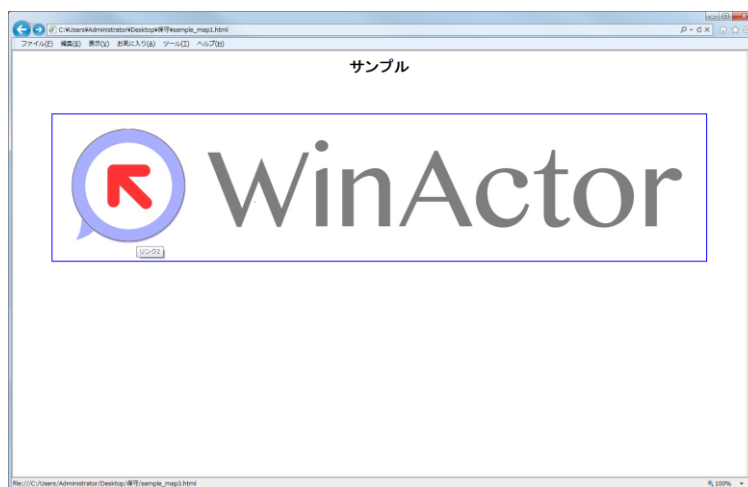 C:¥Users¥Administrator¥Desktop¥保守¥sample_map1.html
ファイル(F) 編集(E) 表示(V) お気に入り(A) ツール(T) ヘルプ(H)
サンプル
WinActor
リンク2
file:///C:/Users/Administrator/Desktop/保守/sample_map3.html
100%